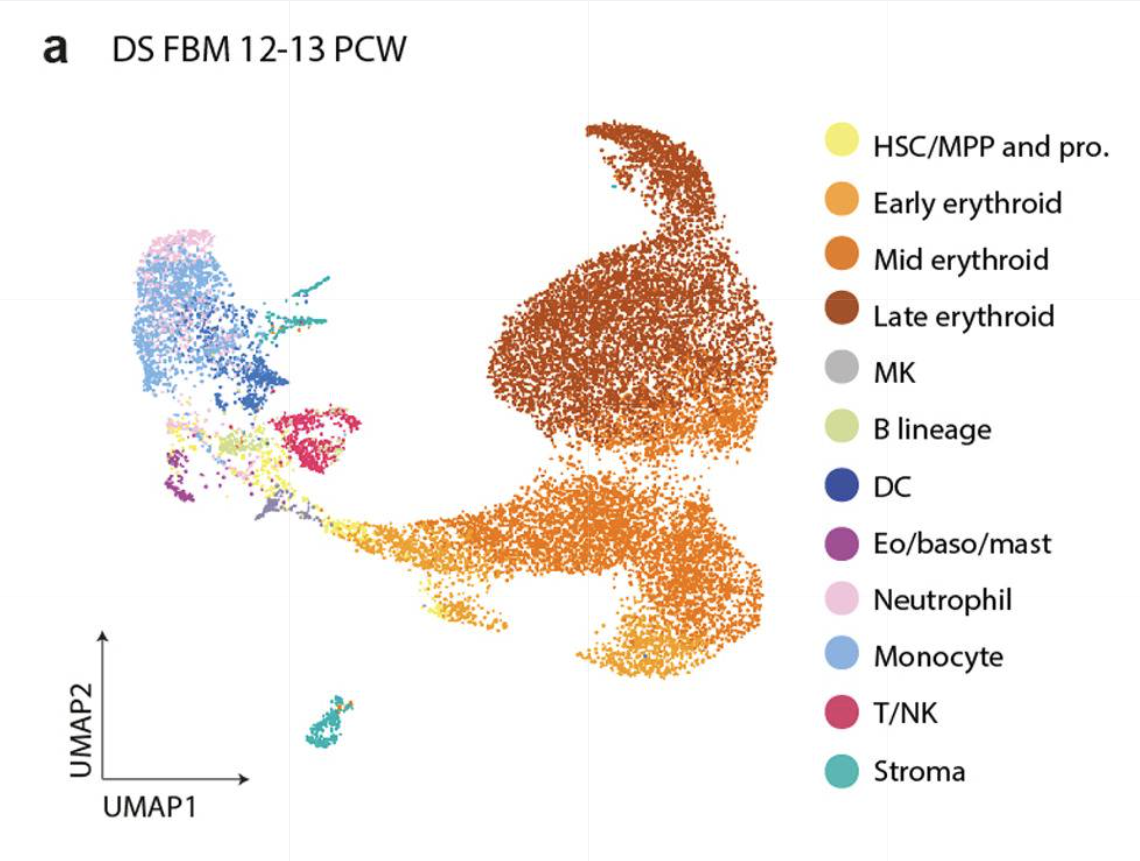 a DS FBM 12-13 PCW
HSC/MPP and pro.
Early erythroid
Mid erythroid
Late erythroid
MK
B lineage
DC
Eo/baso/mast
Neutrophil
Monocyte
T/NK
Stroma
UMAP2
UMAP1